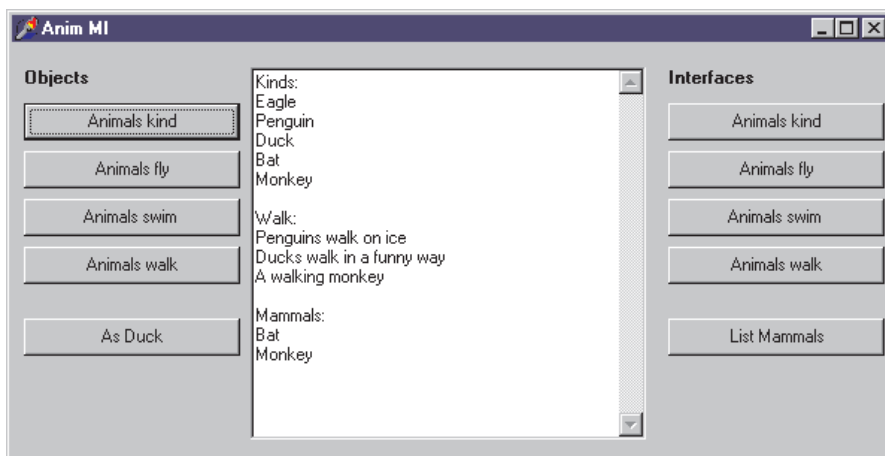 Anim MI
Objects
Animals kind
Animals fly
Animals swim
Animals walk
As Duck
Kinds:
Eagle
Penguin
Duck
Bat
Monkey
Walk:
Penguins walk on ice
Ducks walk in a funny way
A walking monkey
Mammals:
Bat
Monkey
Interfaces
Animals kind
Animals fly
Animals swim
Animals walk
List Mammals